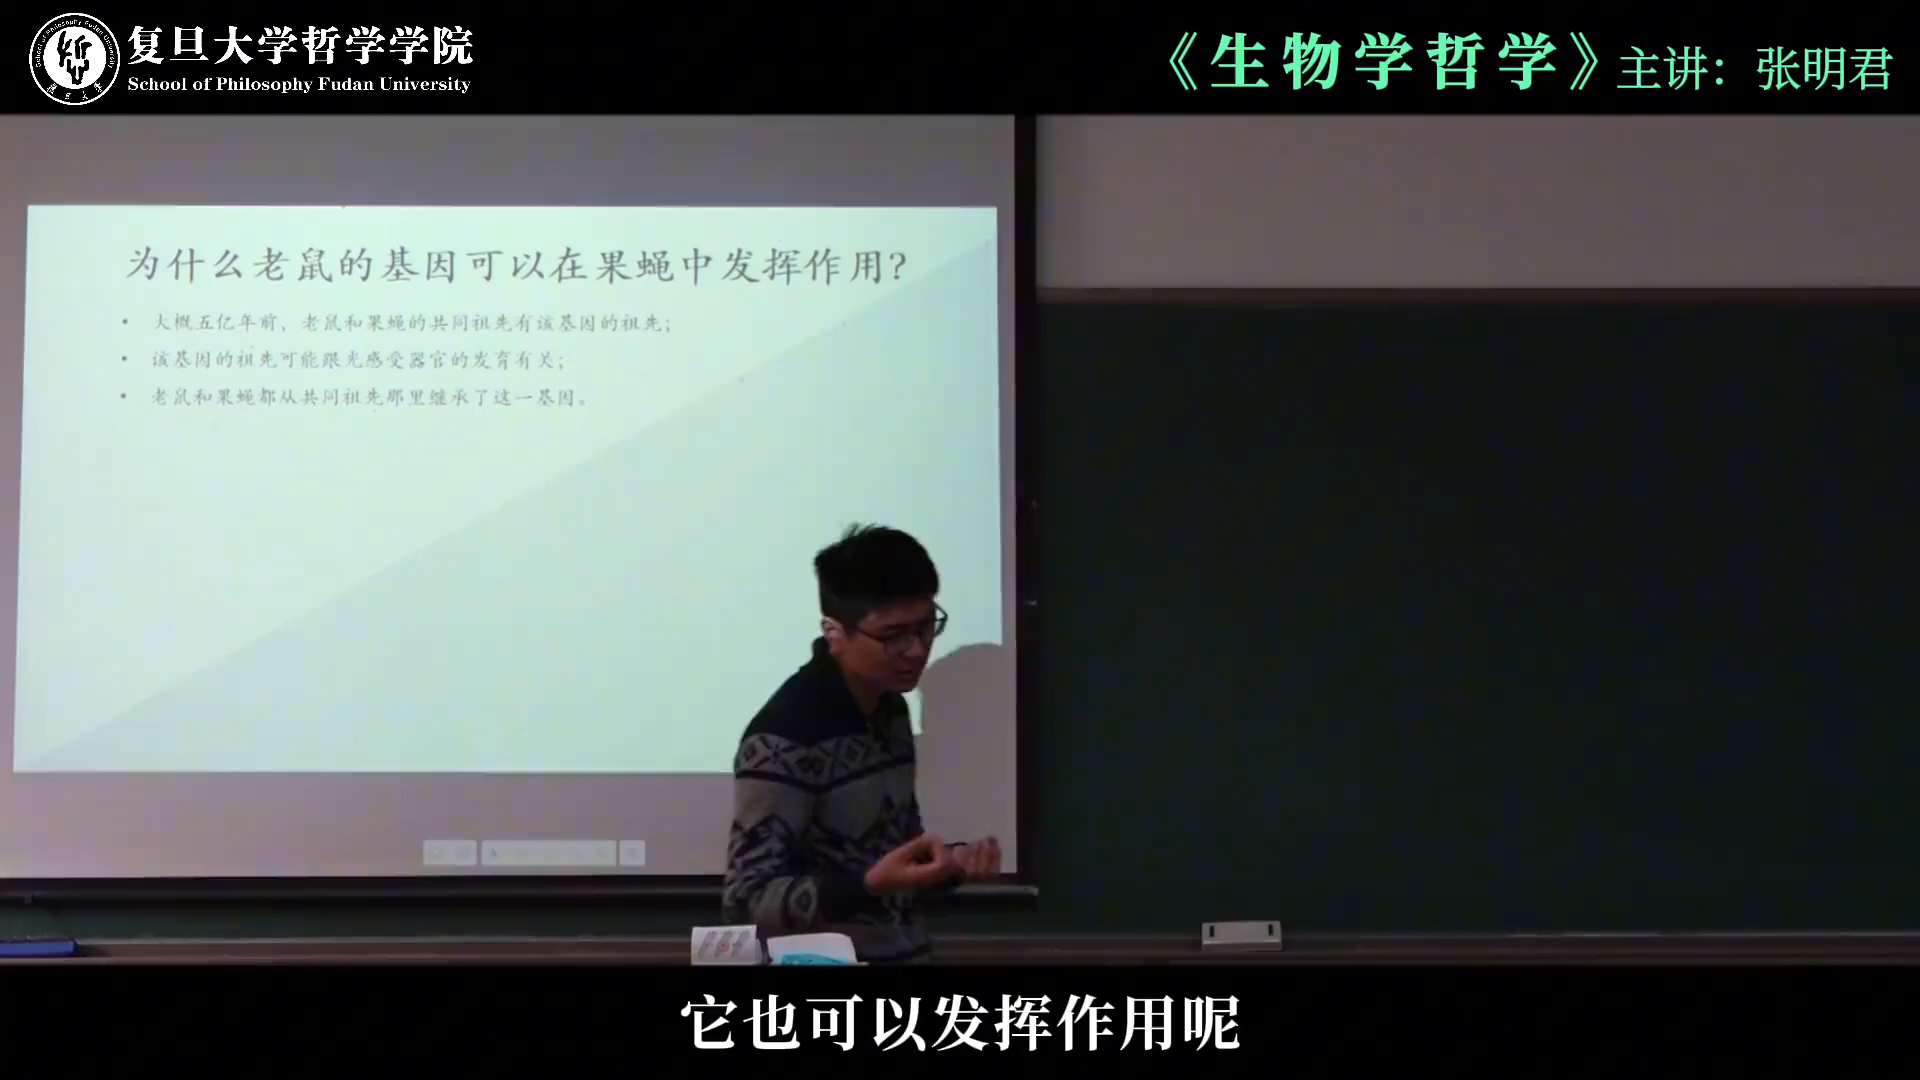 复旦大学哲学学院
School of Philosophy Fudan University
《生物学哲学》主讲：张明君
为什么老鼠的基因可以在果蝇中发挥作用？
• 大概五亿年前，老鼠和果蝇的共同祖先有该基因的祖先；
• 该基因的祖先可能跟光感受器官的发育有关；
• 老鼠和果蝇都从共同祖先那里继承了这一基因。
它也可以发挥作用呢